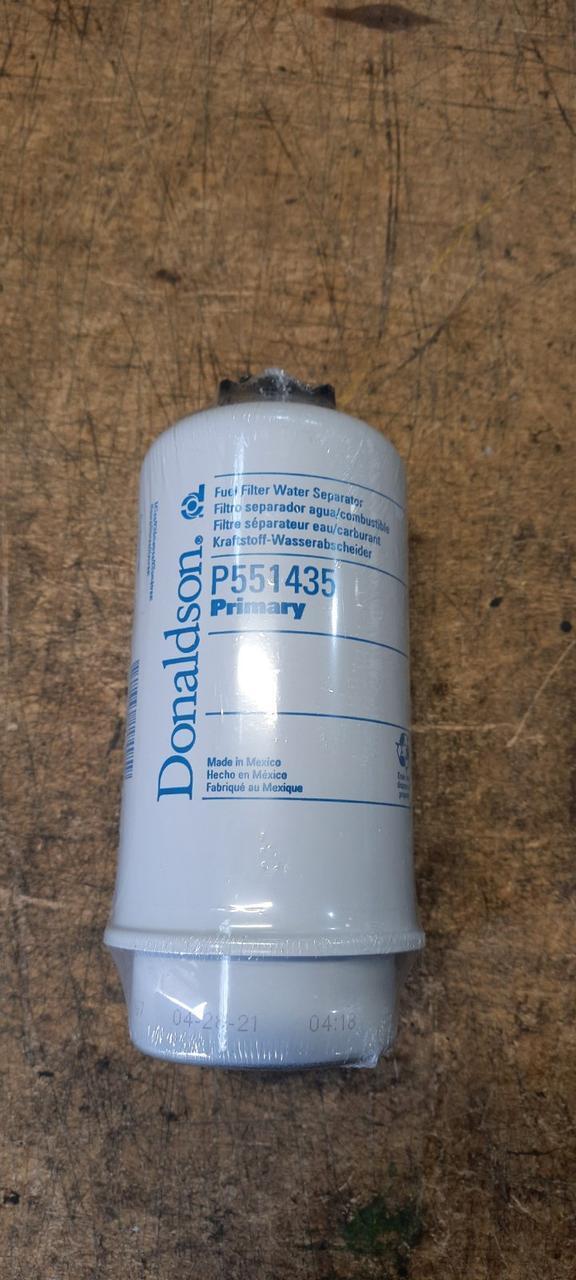 Fuel Filter Water Separator
Filtro separador agua/combustible
Filtre séparateur eau/carburant
Kraftstoff-Wasserabscheider
P551435
Primary
Donaldson®
Made in Mexico
Hecho en México
Fabriqué au Mexique
04-28-21 04:18